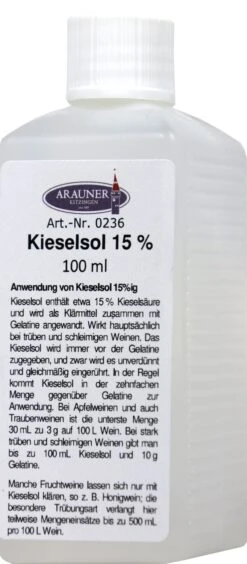 ARAUNER
KITZINGEN
Art.-Nr. 0236
Kieselsol 15 %
100 ml
Anwendung von Kieselsol 15%ig
Kieselsol enthält etwa 15 % Kieselsäure
und wird als Klärmittel zusammen mit
Gelatine angewandt. Wirkt hauptsächlich
bei trüben und schleimigen Weinen. Das
Kieselsol wird immer vor der Gelatine
zugegeben, und zwar wird es unverdünnt
und gleichmäßig eingerührt. In der Regel
kommt Kieselsol in der zehnfachen
Menge gegenüber Gelatine zur
Anwendung. Bei Apfelweinen und auch
Traubenweinen ist die unterste Menge
30 mL zu 3 g auf 100 L Wein. Bei stark
trüben und schleimigen Weinen gibt man
bis zu 100 mL Kieselsol und 10 g
Gelatine.
Manche Fruchtweine lassen sich nur mit
Kieselsol klären, so z. B. Honigwein; die
besondere Trübungsart verlangt hier
teilweise Mengeneinsätze bis zu 500 mL
pro 100 L Wein.